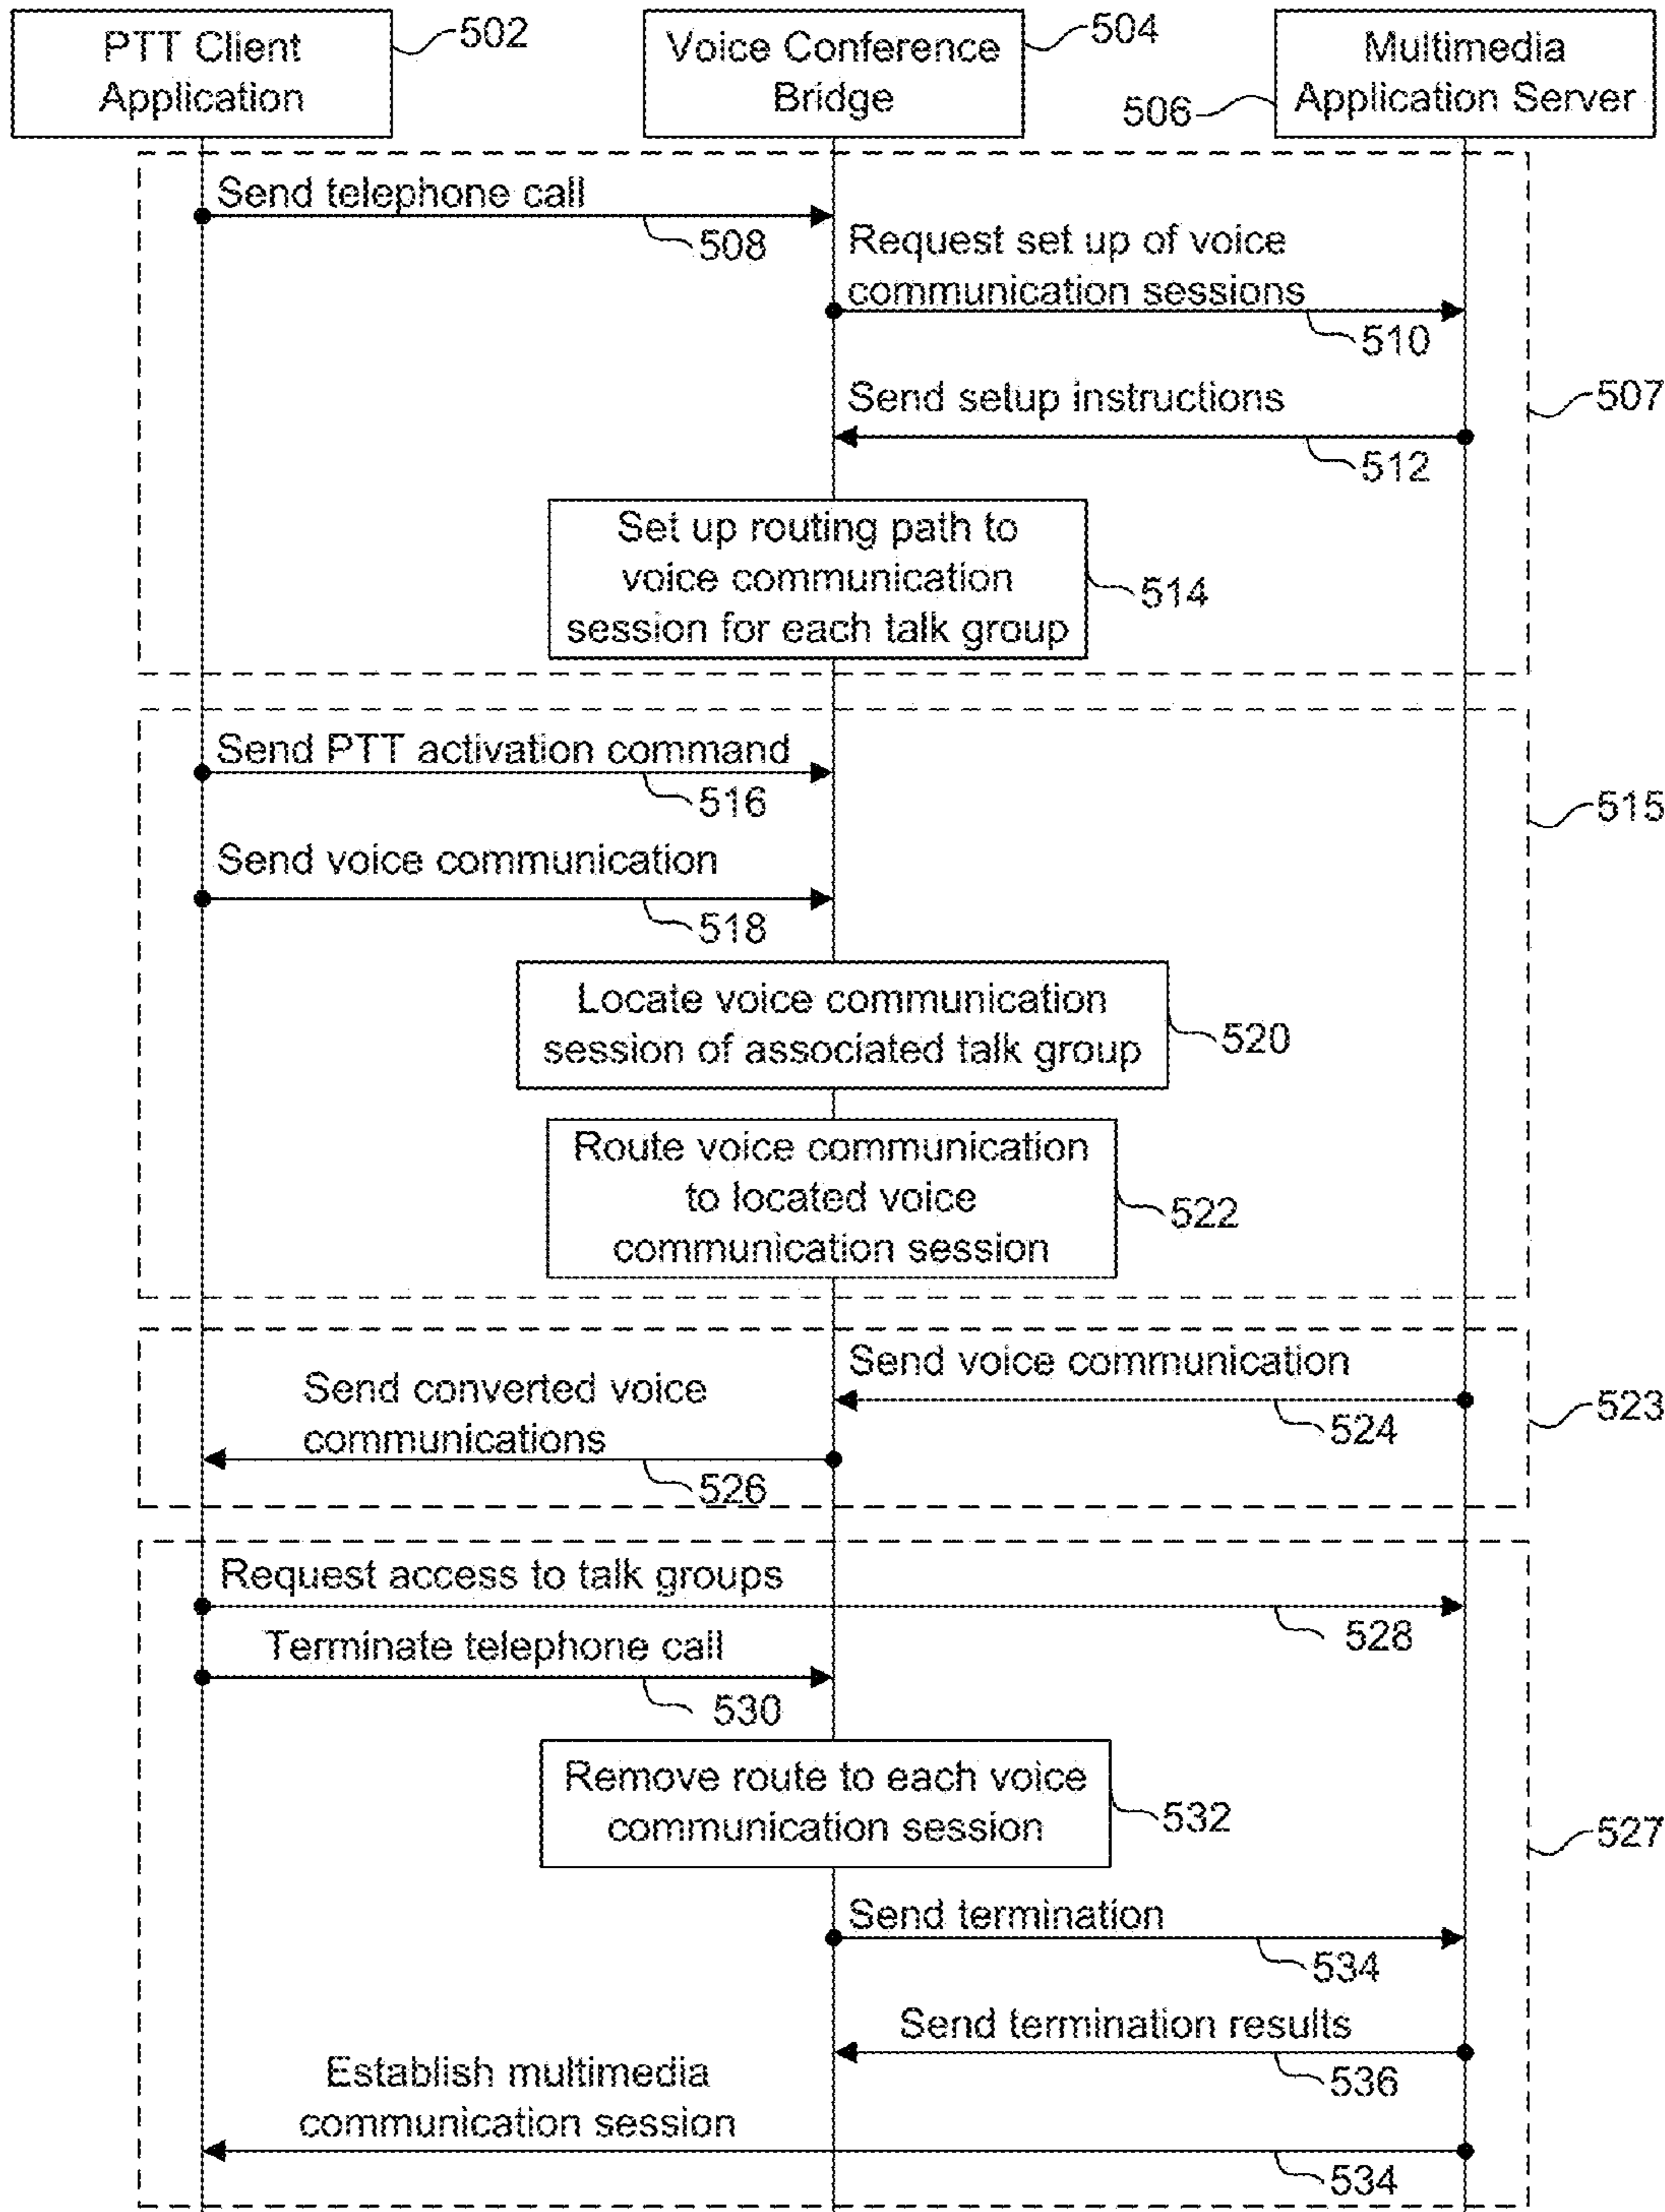 PTT Client
Application
502
Voice Conference
Bridge
504
Multimedia
Application Server
506
Send telephone call
508
Request set up of voice
communication sessions
510
Send setup instructions
512
507
Set up routing path to
voice communication
session for each talk group
514
Send PTT activation command
516
515
Send voice communication
518
Locate voice communication
session of associated talk group
520
Route voice communication
to located voice
communication session
522
Send voice communication
524
523
Send converted voice
communications
526
Request access to talk groups
528
Terminate telephone call
530
Remove route to each voice
communication session
532
527
Send termination
534
Send termination results
536
Establish multimedia
communication session
534